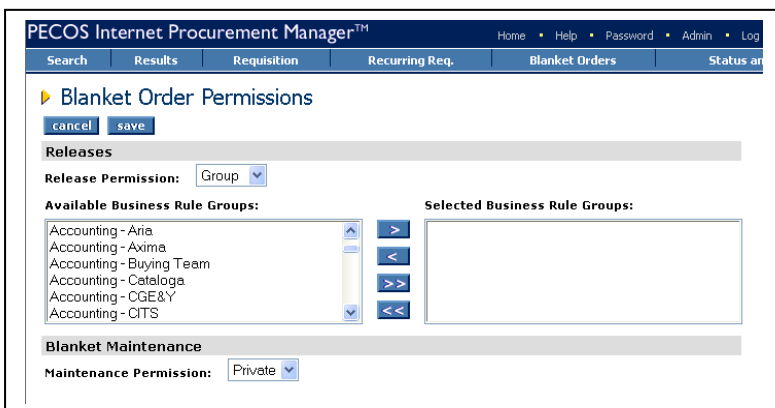 PECOS Internet Procurement Manager™
Home • Help • Password • Admin • Log
Search Results Requisition Recurring Req. Blanket Orders Status an
Blanket Order Permissions
cancel save
Releases
Release Permission: Group
Available Business Rule Groups: Selected Business Rule Groups:
Accounting - Aria
Accounting - Axima
Accounting - Buying Team
Accounting - Cataloga
Accounting - CGE&Y
Accounting - CITS
>
<
>>
<<
Blanket Maintenance
Maintenance Permission: Private